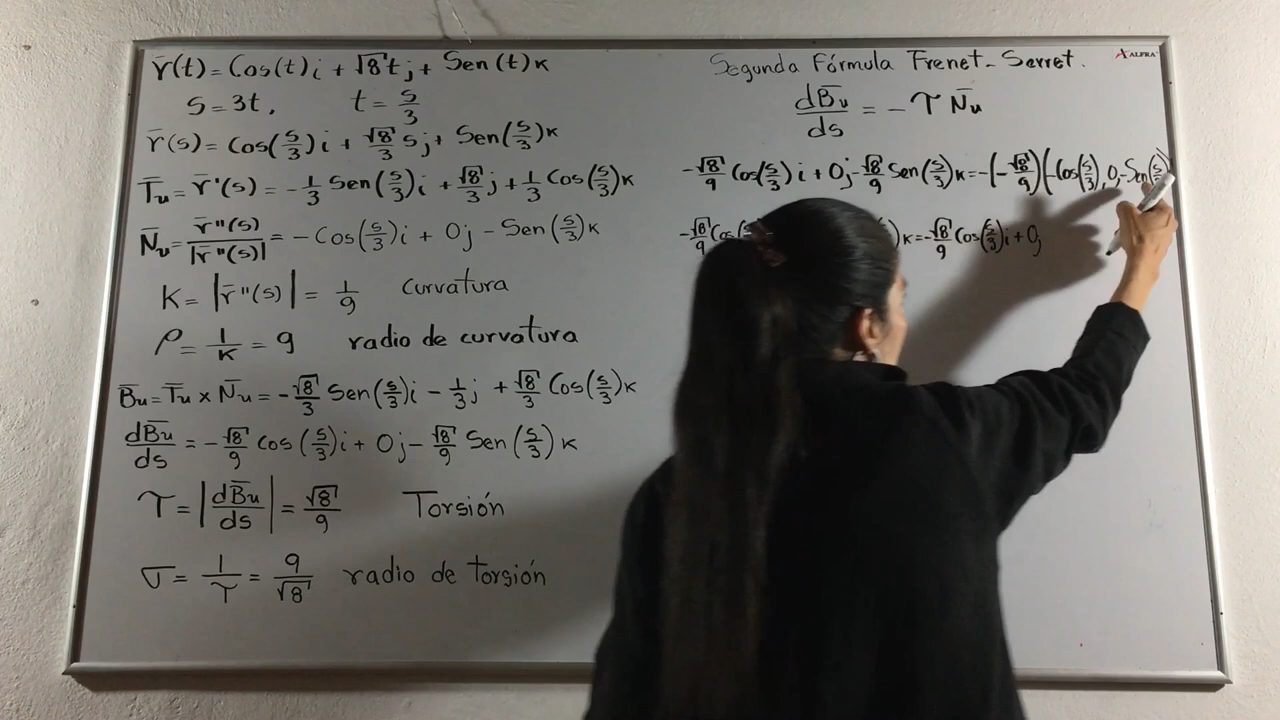 r̄(t)=Cos(t)i + √8 t j + Sen(t)k
S=3t, t= s/3
r̄(s)= Cos(s/3)i + √8/3 s j + Sen(s/3)k
T̄u = r̄'(s) = -1/3 Sen(s/3)i + √8/3 j + 1/3 Cos(s/3)k
N̄u = r̄''(s)/|r̄''(s)| = -Cos(s/3)i + 0j - Sen(s/3)k
K = |r̄''(s)| = 1/9 Curvatura
ρ = 1/K = 9 radio de curvatura
B̄u = T̄u x N̄u = -√8/3 Sen(s/3)i - 1/3 j + √8/3 Cos(s/3)k
dB̄u/ds = -√8/9 Cos(s/3)i + 0j - √8/9 Sen(s/3)k
τ = |dB̄u/ds| = √8/9 Torsión
σ = 1/τ = 9/√8 radio de torsión
Segunda Fórmula Frenet-Serret.
ALFRA
dB̄u/ds = -τ N̄u
-√8/9 Cos(s/3)i + 0j - √8/9 Sen(s/3)k = -(-√8/9)(-Cos(s/3), 0, -Sen(s/3))
-√8/9 Cos(s )k = -√8/9 Cos(s/3)i + 0j